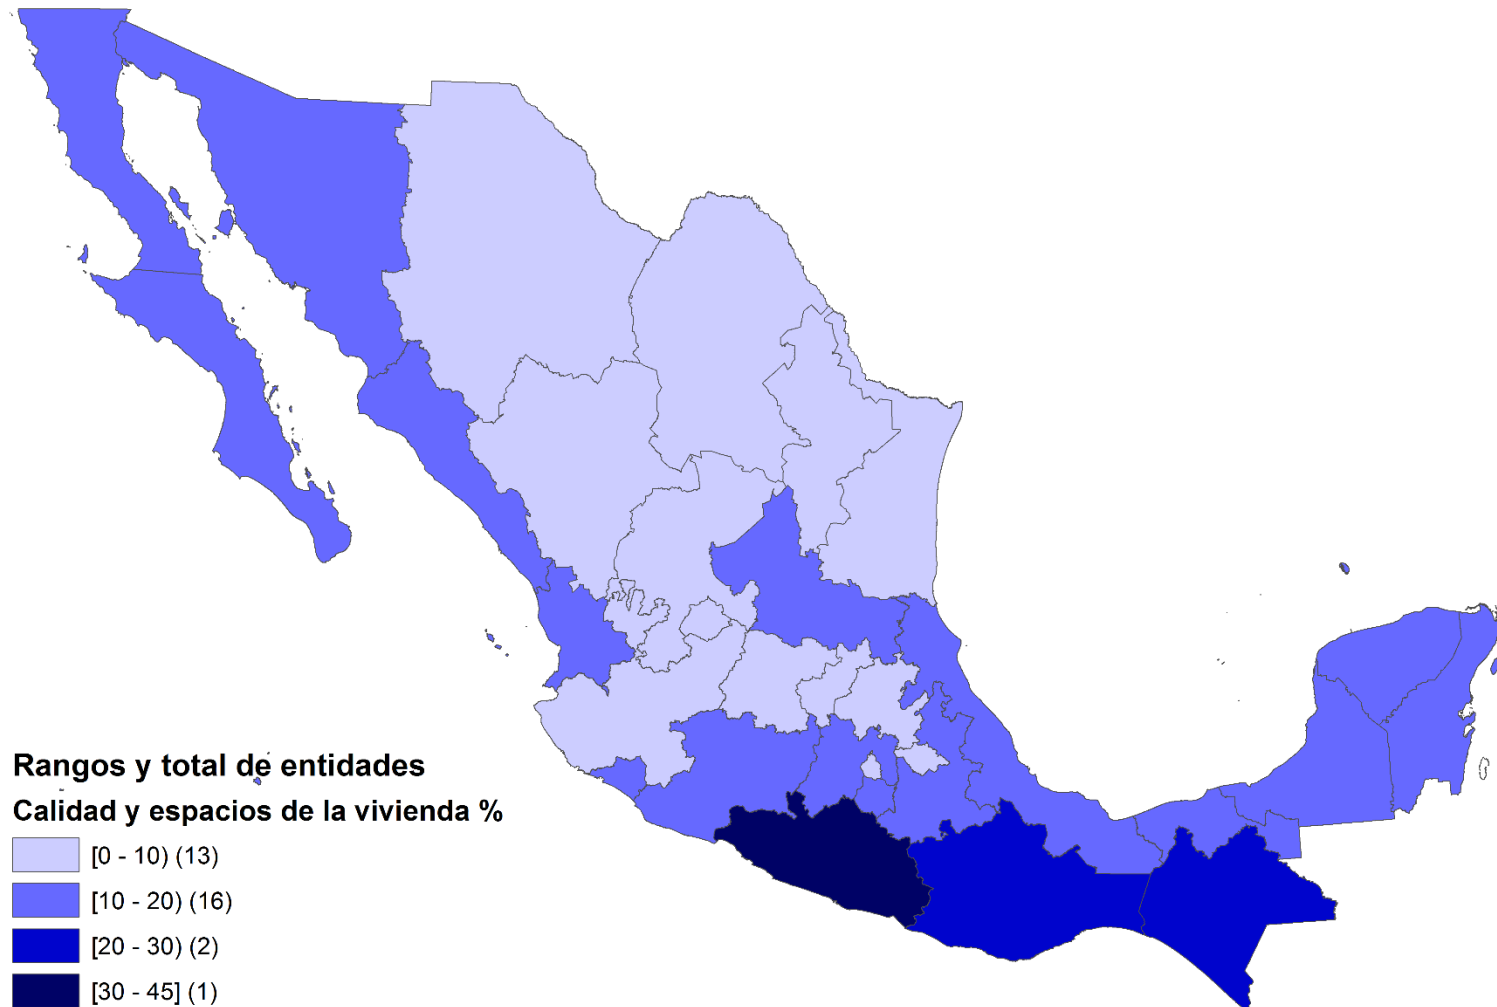 Rangos y total de entidades
Calidad y espacios de la vivienda %
[0 - 10) (13)
[10 - 20) (16)
[20 - 30) (2)
[30 - 45] (1)